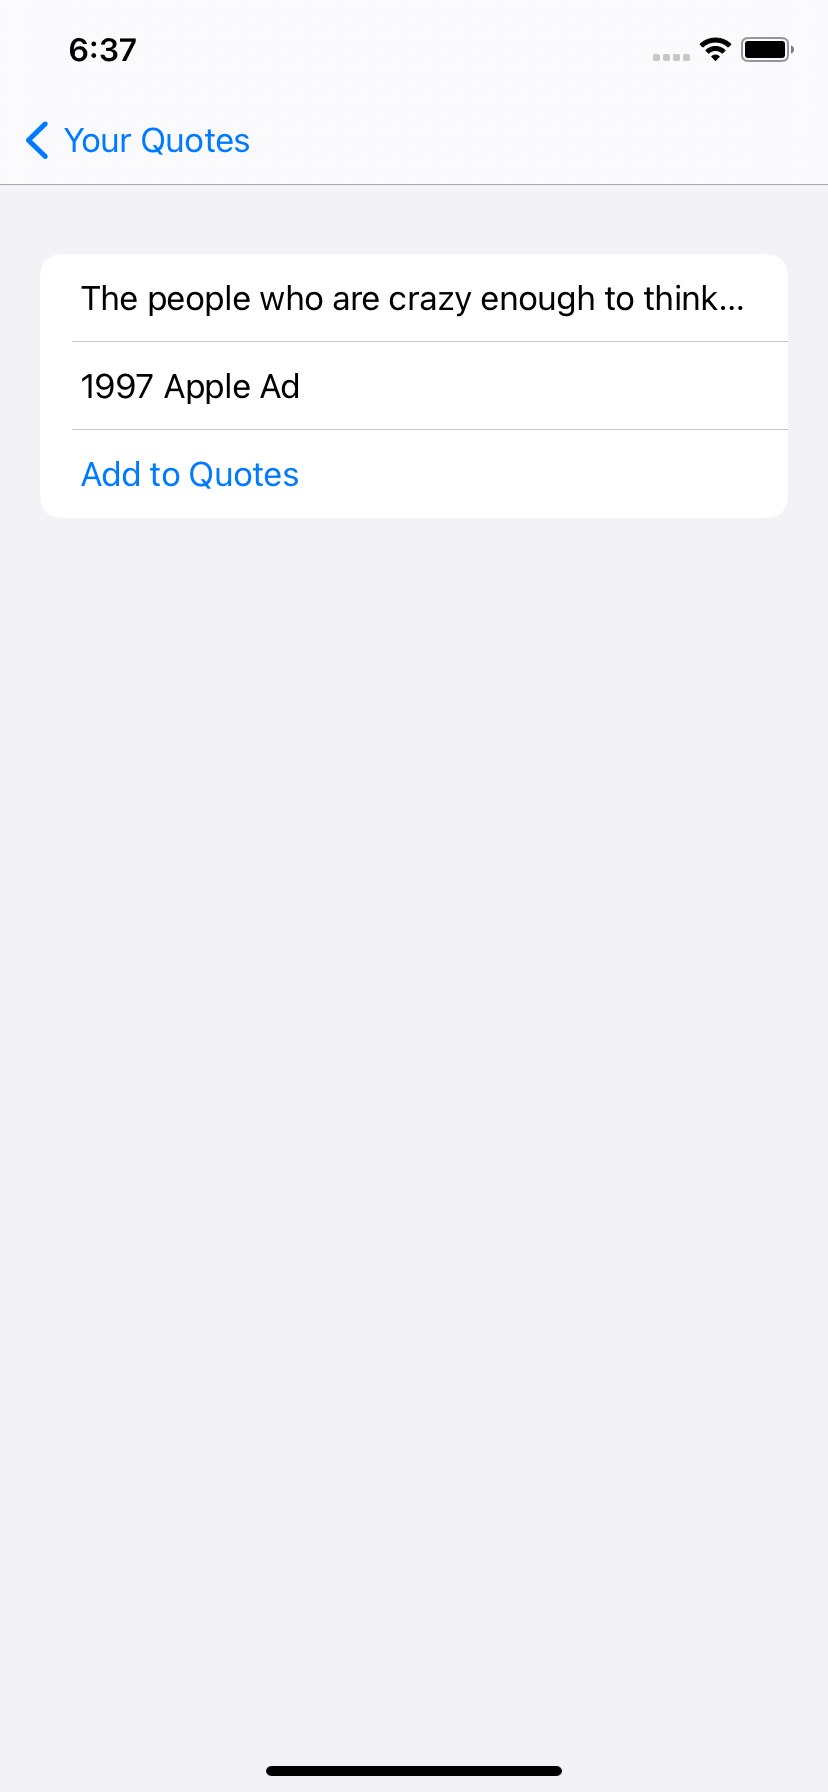 6:37
Your Quotes
The people who are crazy enough to think...
1997 Apple Ad
Add to Quotes